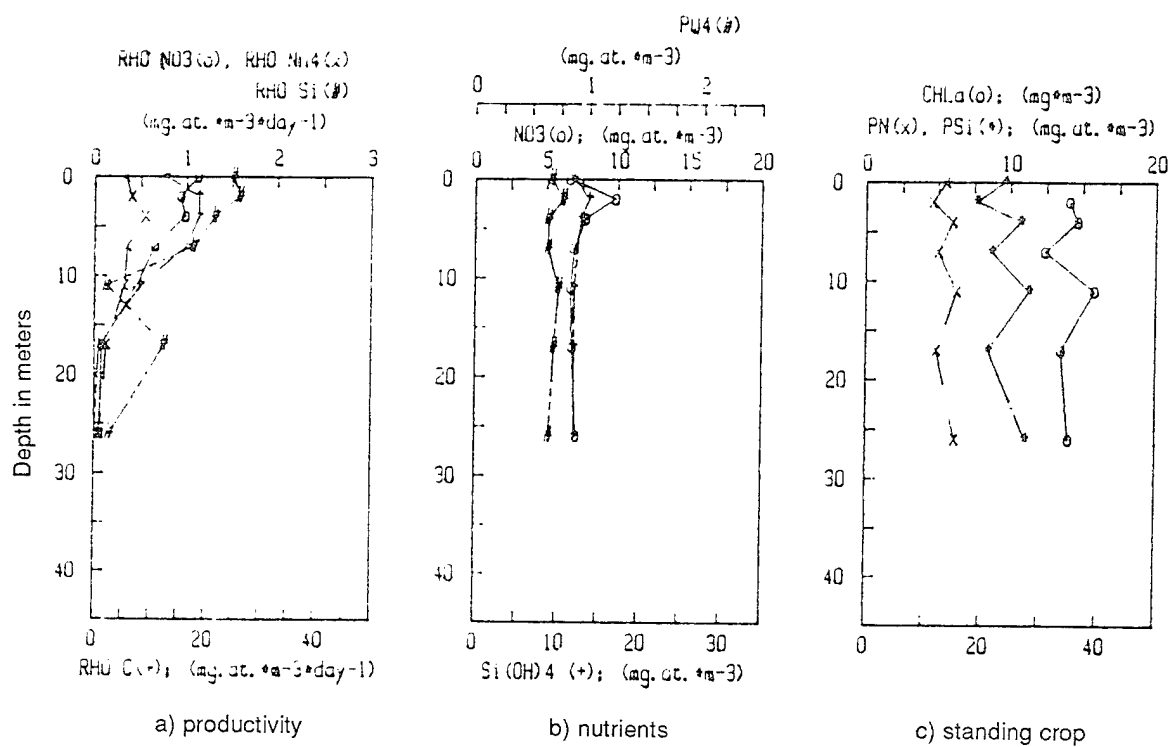 RHO NO3(o), RHO NH4(x)
RHO Si(#)
(mg.at.*m-3*day-1)
0 1 2 3
PO4(#)
(mg.at.*m-3)
0 1 2
NO3(o); (mg.at.*m-3)
0 5 10 15 20
CHLa(o); (mg*m-3)
PN(x), PSi(*); (mg.at.*m-3)
0 10 20
Depth in meters
0
10
20
30
40
0
10
20
30
40
0
10
20
30
40
0 20 40
RHO C(+); (mg.at.*m-3*day-1)
0 10 20 30
Si(OH)4 (+); (mg.at.*m-3)
0 20 40
a) productivity
b) nutrients
c) standing crop